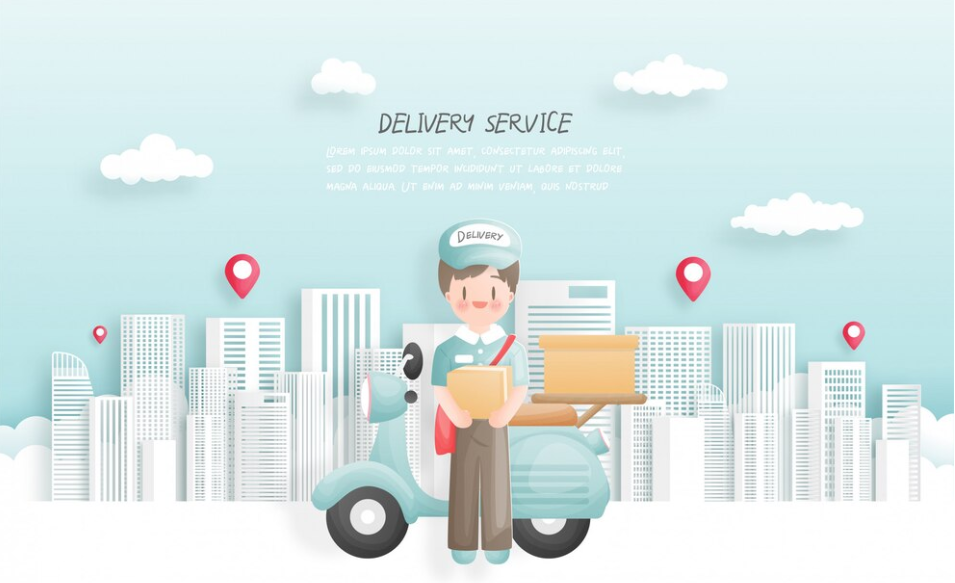 DELIVERY SERVICE
LOREM IPSUM DOLOR SIT AMET, CONSECTETUR ADIPISCING ELIT,
SED DO EIUSMOD TEMPOR INCIDIDUNT UT LABORE ET DOLORE
MAGNA ALIQUA. UT ENIM AD MINIM VENIAM, QUIS NOSTRUD
DELIVERY